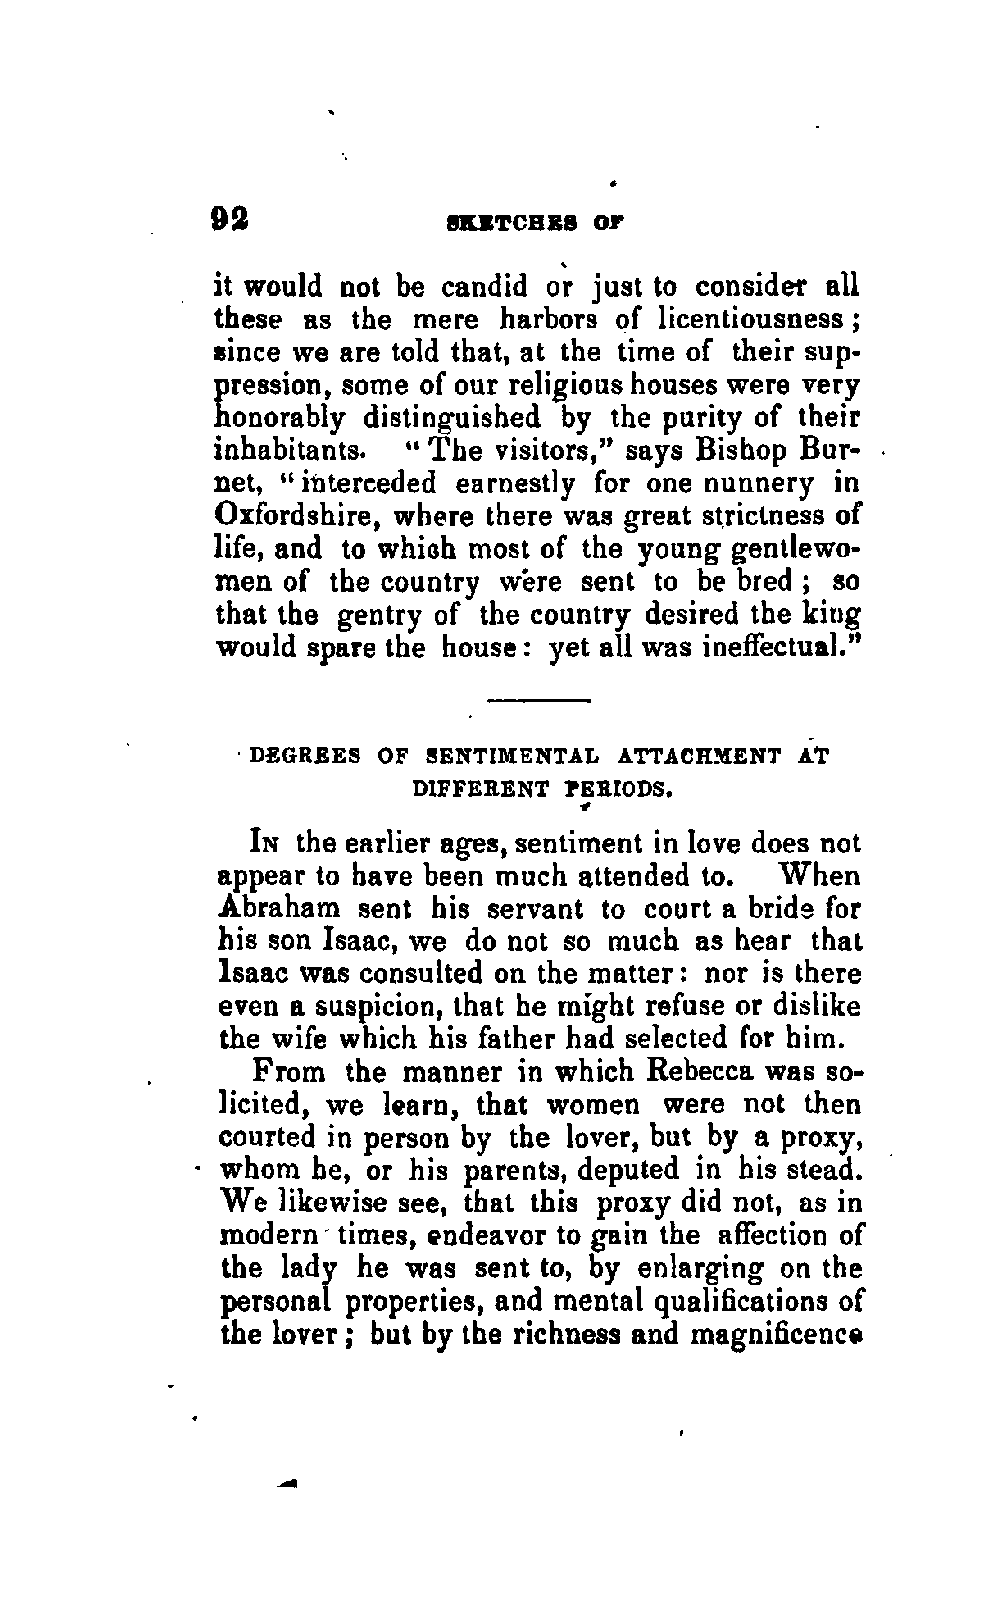 92 SKETCHES OF
it would not be candid or just to consider all
these as the mere harbors of licentiousness ;
since we are told that, at the time of their sup-
pression, some of our religious houses were very
honorably distinguished by the purity of their
inhabitants. “ The visitors,” says Bishop Bur-
net, “ interceded earnestly for one nunnery in
Oxfordshire, where there was great strictness of
life, and to which most of the young gentlewo-
men of the country were sent to be bred ; so
that the gentry of the country desired the king
would spare the house : yet all was ineffectual.”
DEGREES OF SENTIMENTAL ATTACHMENT AT
DIFFERENT PERIODS.
In the earlier ages, sentiment in love does not
appear to have been much attended to. When
Abraham sent his servant to court a bride for
his son Isaac, we do not so much as hear that
Isaac was consulted on the matter : nor is there
even a suspicion, that he might refuse or dislike
the wife which his father had selected for him.
From the manner in which Rebecca was so-
licited, we learn, that women were not then
courted in person by the lover, but by a proxy,
whom he, or his parents, deputed in his stead.
We likewise see, that this proxy did not, as in
modern times, endeavor to gain the affection of
the lady he was sent to, by enlarging on the
personal properties, and mental qualifications of
the lover ; but by the richness and magnificence